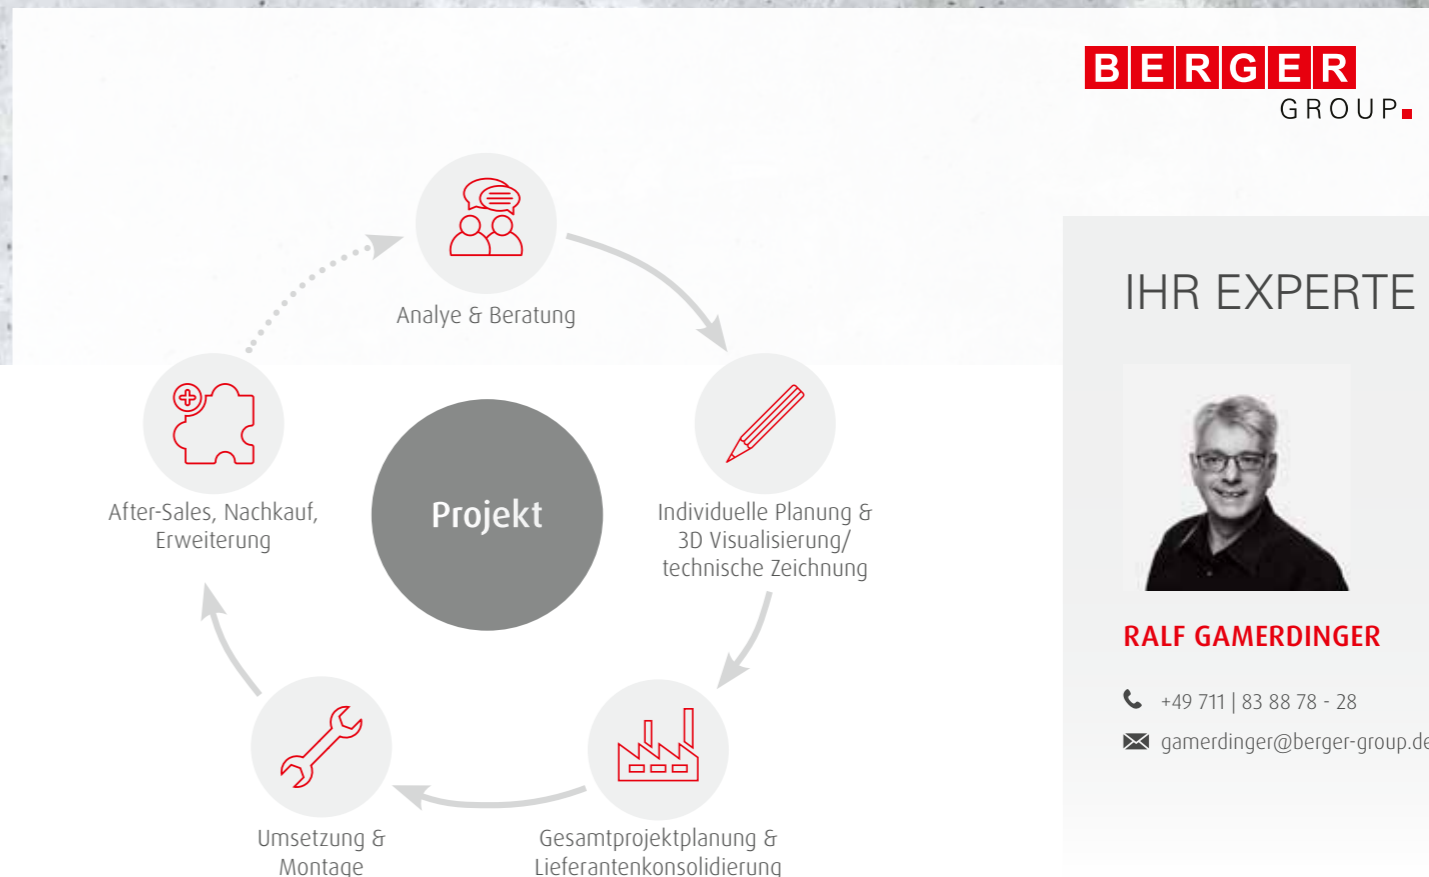 BERGER
GROUP.
Analye & Beratung
Individuelle Planung &
3D Visualisierung/
technische Zeichnung
Gesamtprojektplanung &
Lieferantenkonsolidierung
Umsetzung &
Montage
After-Sales, Nachkauf,
Erweiterung
Projekt
IHR EXPERTE
RALF GAMERDINGER
+49 711 | 83 88 78 - 28
gamerdinger@berger-group.de